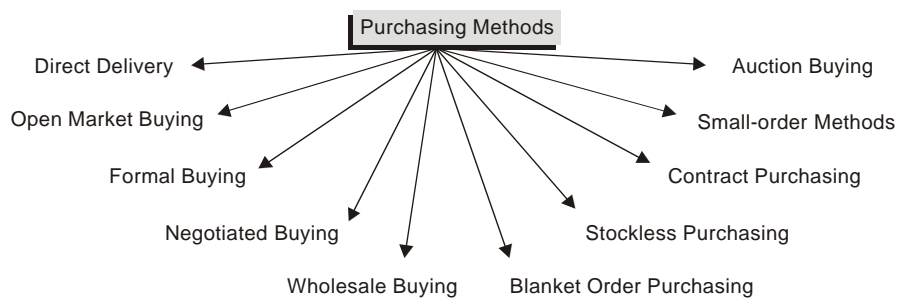 Purchasing Methods
Direct Delivery
Auction Buying
Open Market Buying
Small-order Methods
Formal Buying
Contract Purchasing
Negotiated Buying
Stockless Purchasing
Wholesale Buying
Blanket Order Purchasing